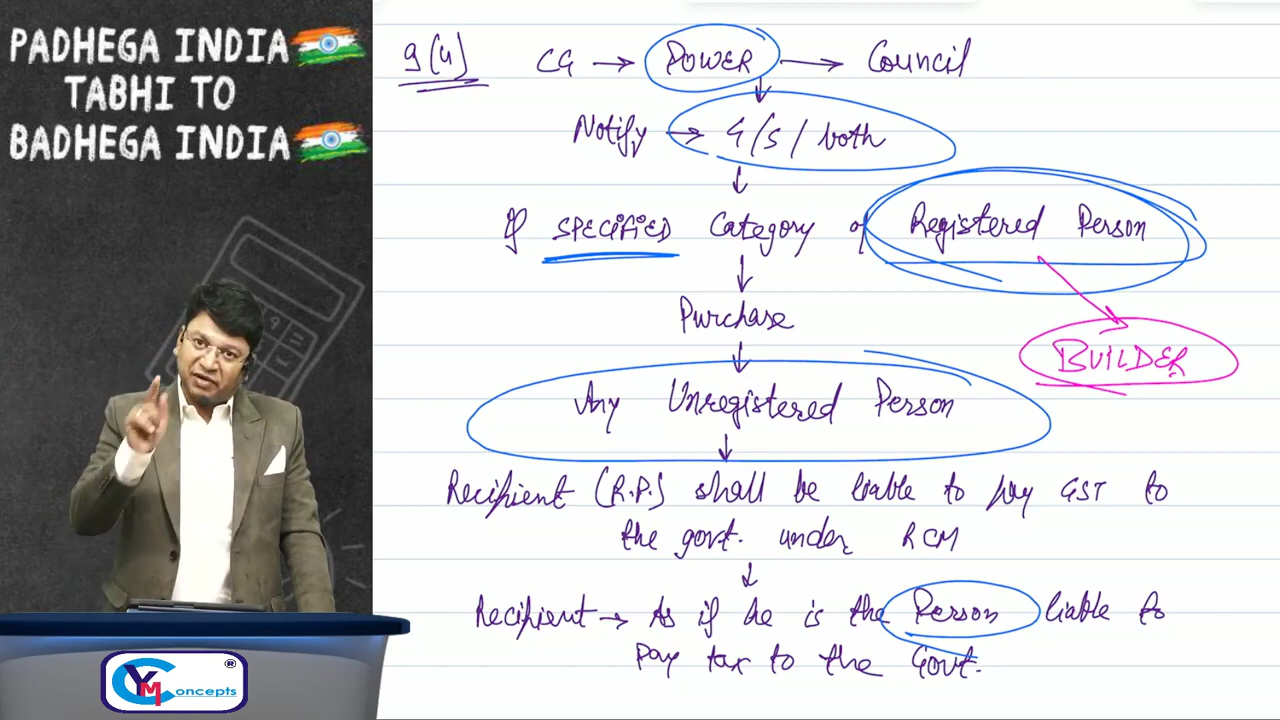 PADHEGA INDIA
TABHI TO
BADHEGA INDIA
9(4) CG → POWER → Council
Notify → G/S/both
If SPECIFIED Category of Registered Person
Purchase
BUILDER
Any Unregistered Person
Recipient (R.P.) shall be liable to pay GST to
the govt. under RCM
Recipient → As if he is the Person liable to
Pay tax to the Govt.
CYM Concepts ®